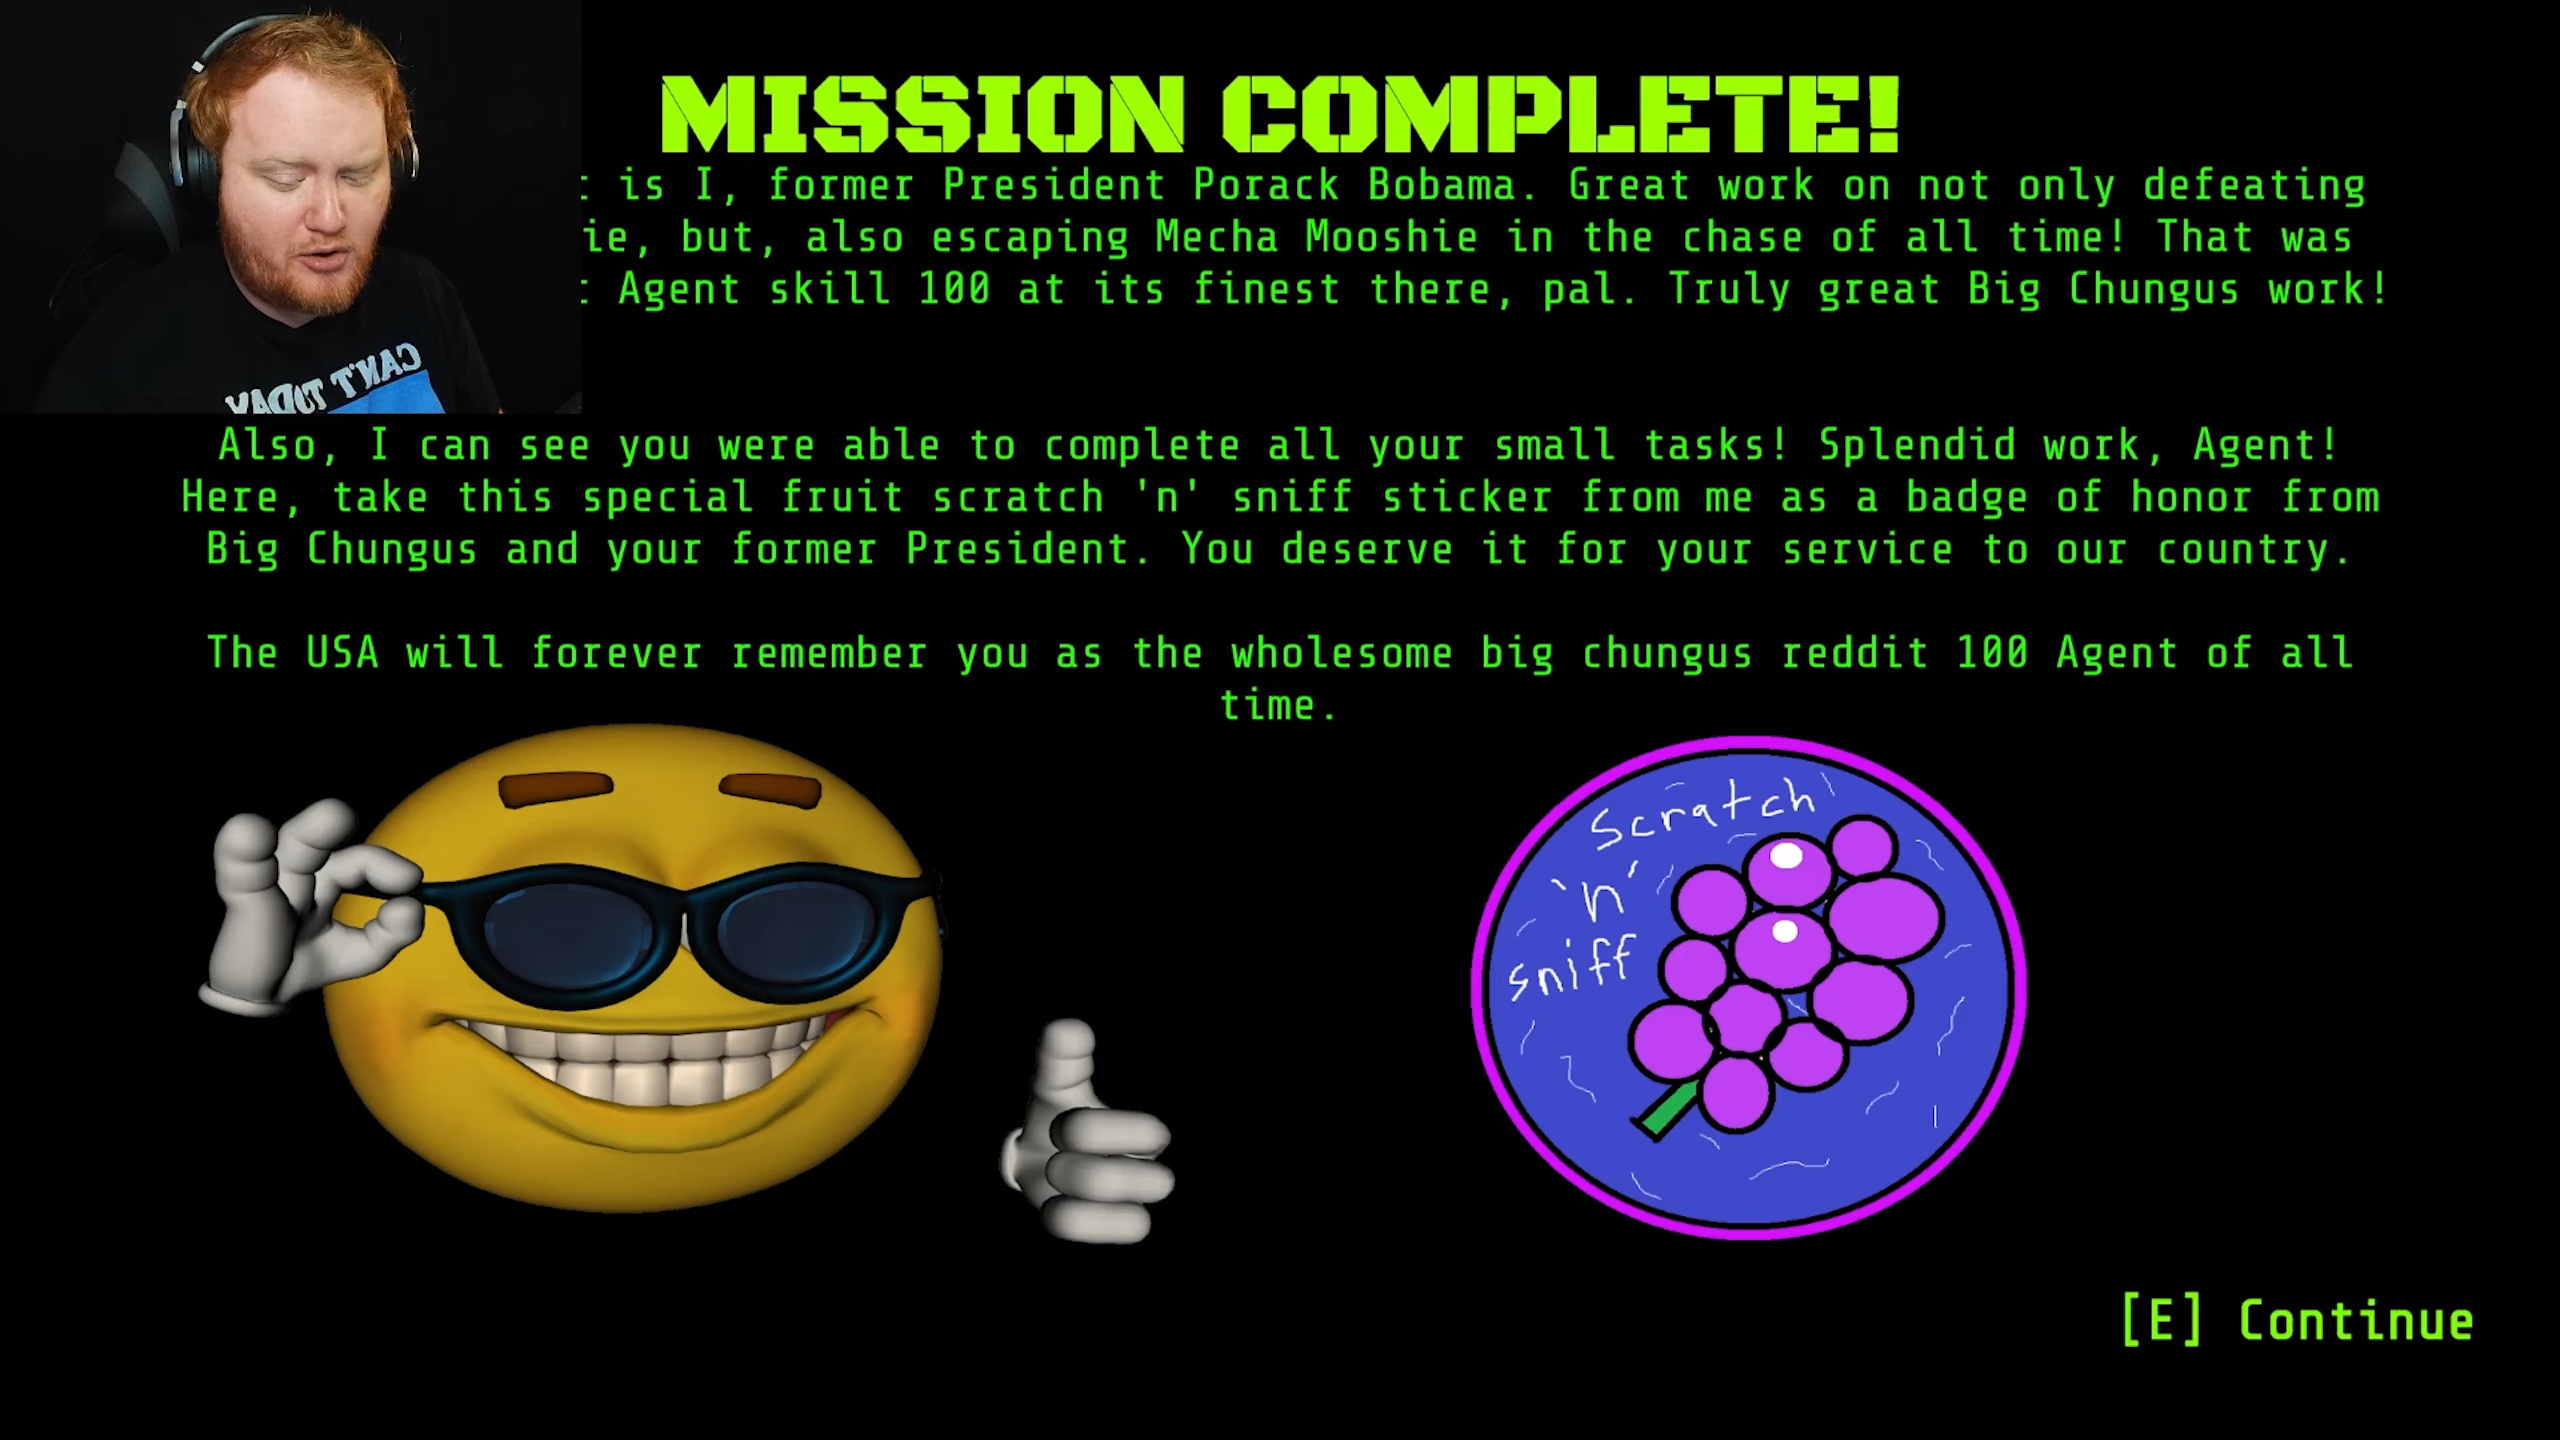 MISSION COMPLETE!
is I, former President Porack Bobama. Great work on not only defeating
but, also escaping Mecha Mooshie in the chase of all time! That was
Agent skill 100 at its finest there, pal. Truly great Big Chungus work!
CAN'T TODAY
Also, I can see you were able to complete all your small tasks! Splendid work, Agent!
Here, take this special fruit scratch 'n' sniff sticker from me as a badge of honor from
Big Chungus and your former President. You deserve it for your service to our country.
The USA will forever remember you as the wholesome big chungus reddit 100 Agent of all
time.
Scratch
'n'
sniff
[E] Continue